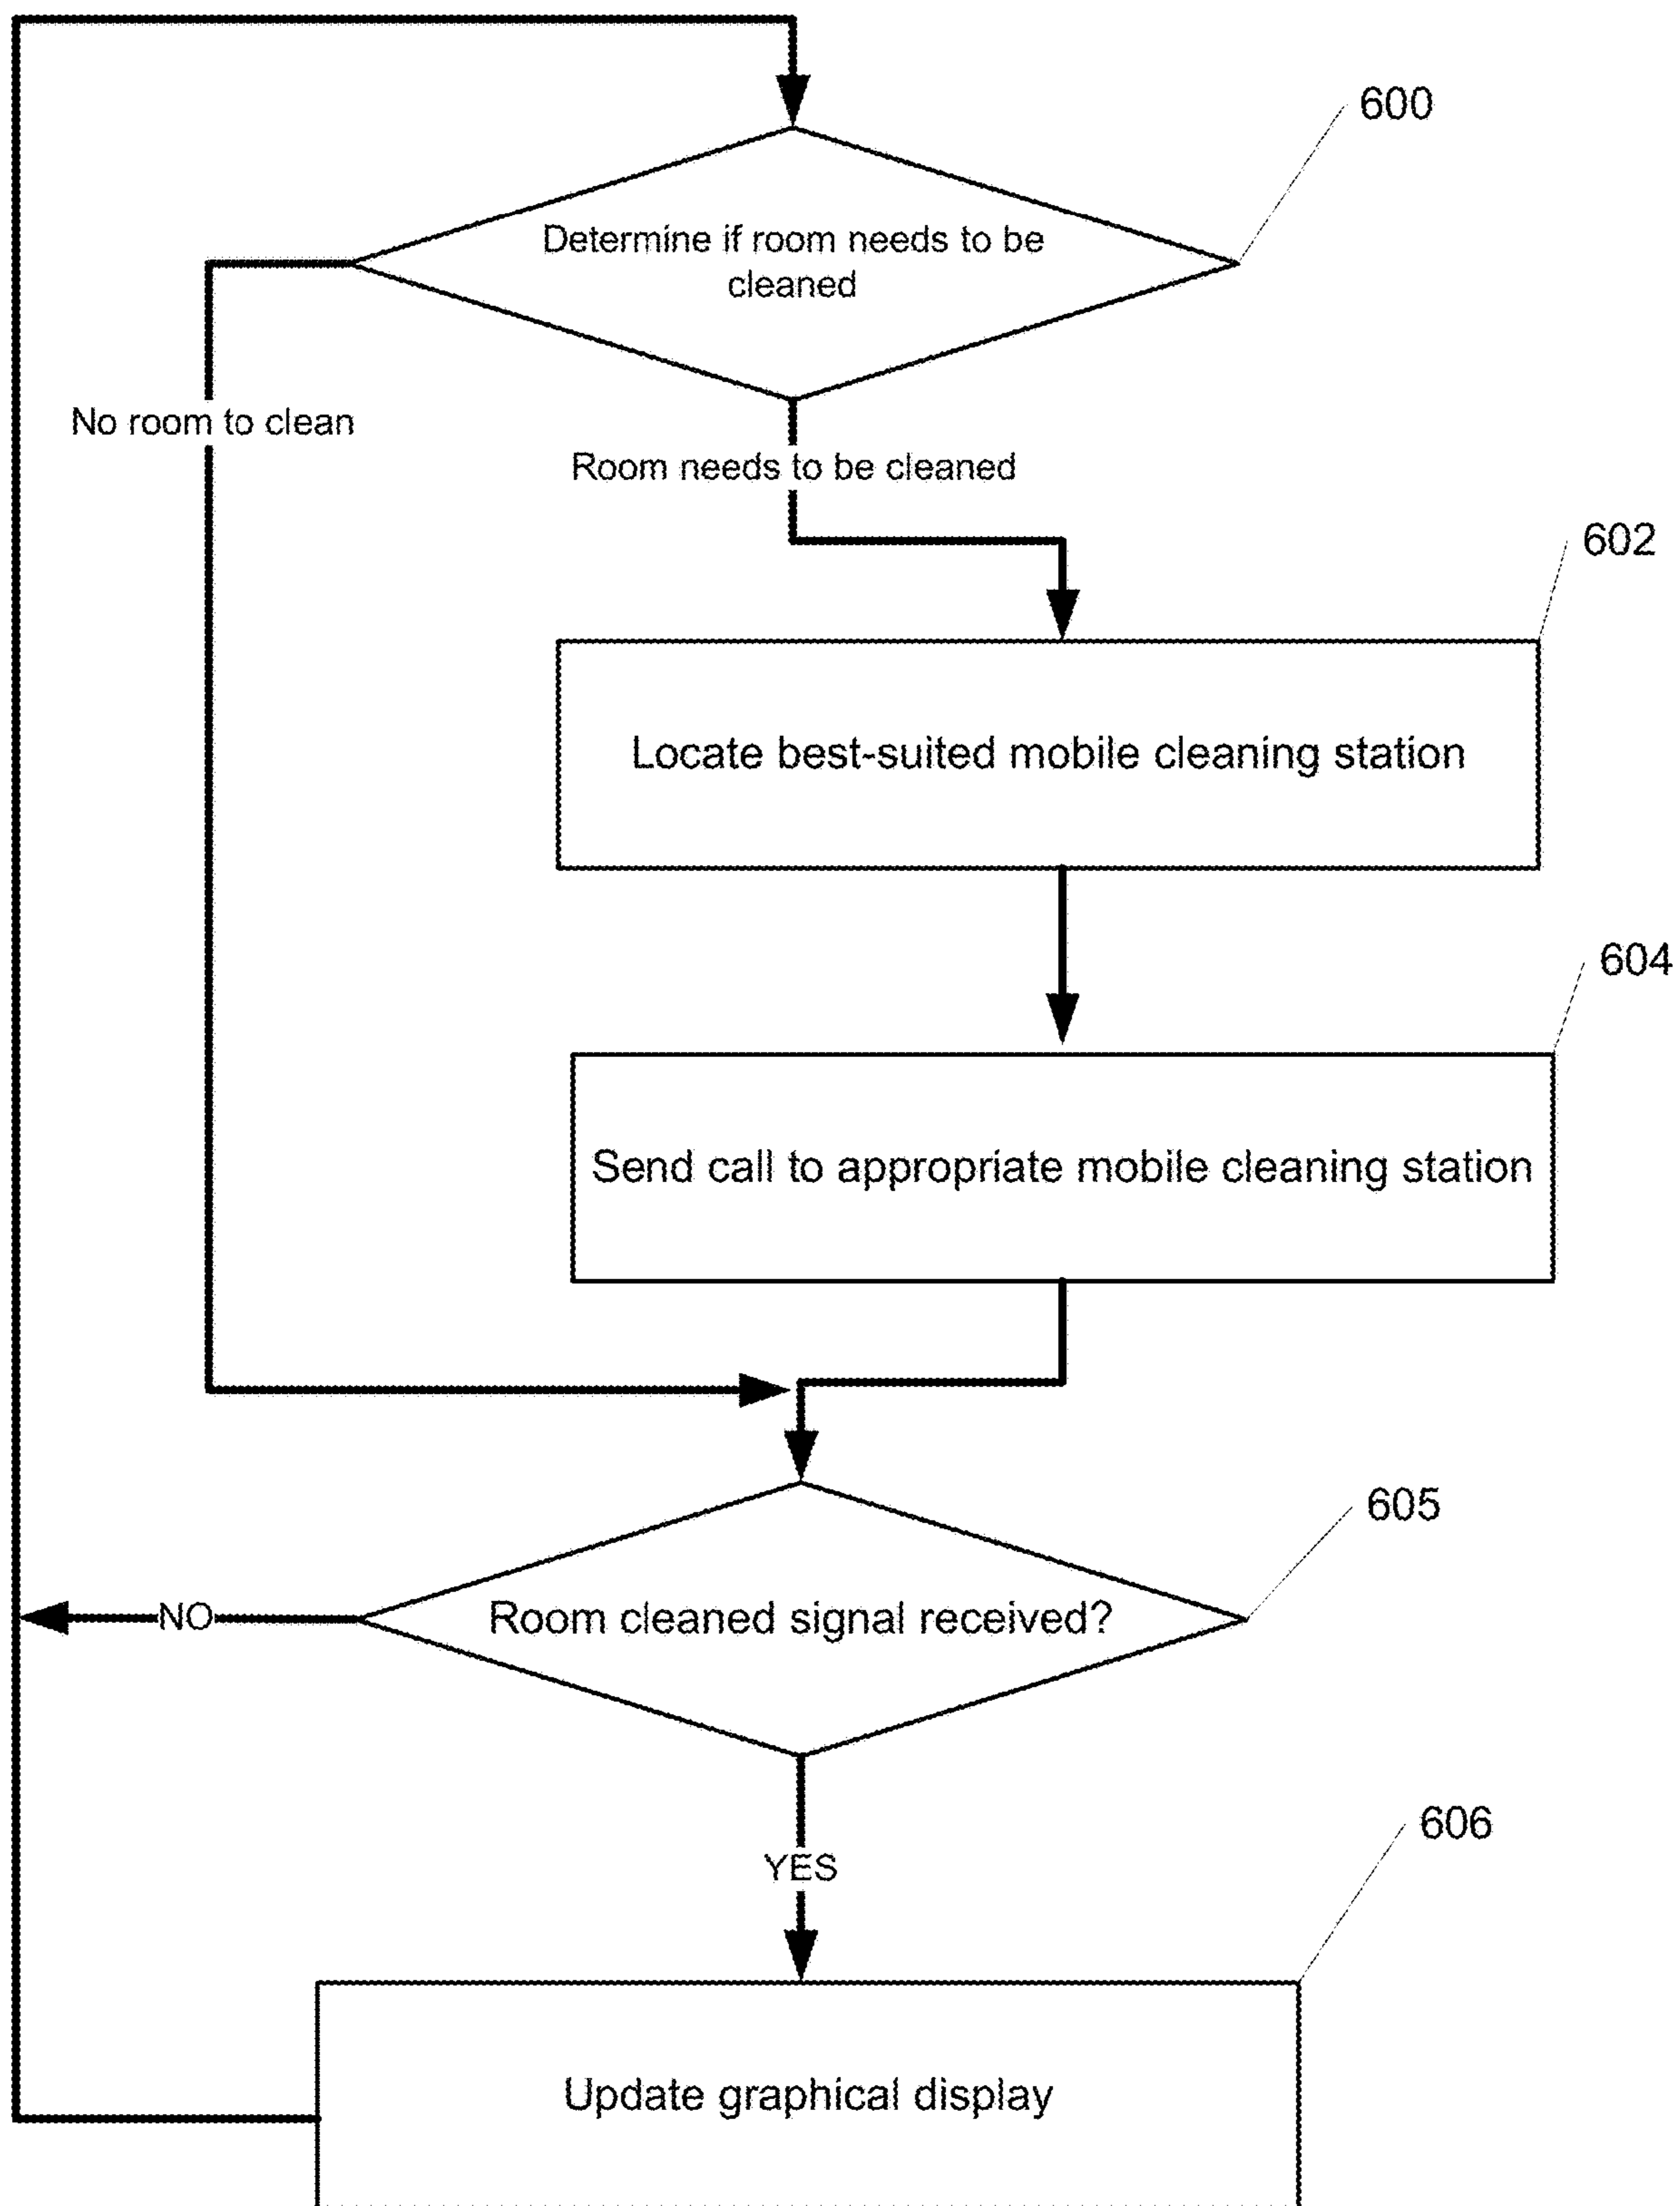 600
Determine if room needs to be
cleaned
No room to clean
Room needs to be cleaned
602
Locate best-suited mobile cleaning station
604
Send call to appropriate mobile cleaning station
605
Room cleaned signal received?
NO
606
YES
Update graphical display